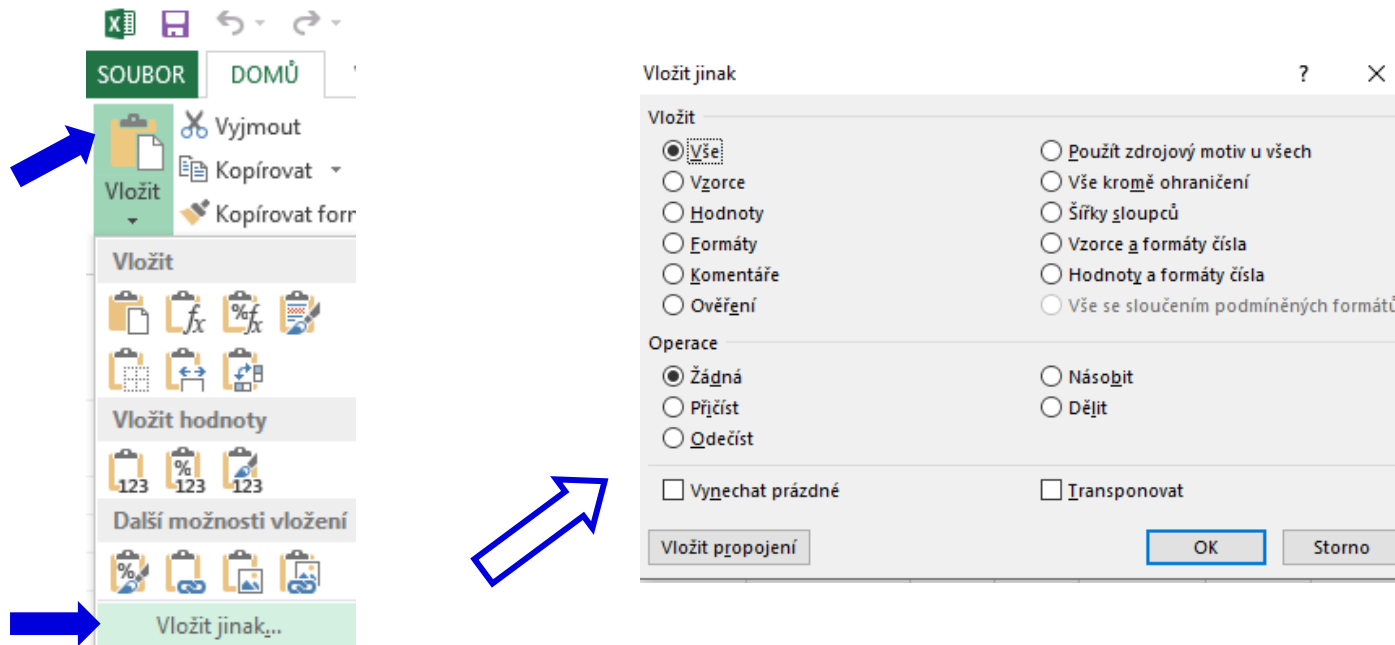 SOUBOR DOMŮ
Vyjmout
Kopírovat
Vložit
Kopírovat forr
Vložit
Vložit hodnoty
123 % 123 123
Další možnosti vložení
Vložit jinak...
Vložit jinak ? X
Vložit
Vše Použít zdrojový motiv u všech
Vzorce Vše kromě ohraničení
Hodnoty Šířky sloupců
Formáty Vzorce a formáty čísla
Komentáře Hodnoty a formáty čísla
Ověření Vše se sloučením podmíněných formátů
Operace
Žádná Násobit
Přičíst Dělit
Odečíst
Vynechat prázdné Transponovat
Vložit propojení OK Storno